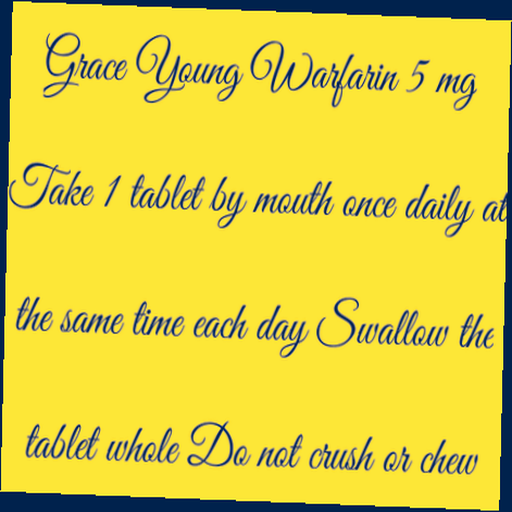 Grace Young Warfarin 5 mg
Take 1 tablet by mouth once daily at
the same time each day Swallow the
tablet whole Do not crush or chew